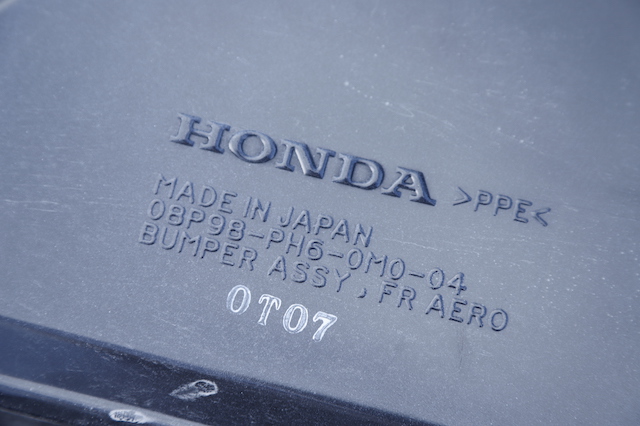 HONDA >PPE<
MADE IN JAPAN
08P98-PH6-0M0-04
BUMPER ASSY , FR AERO
0T07